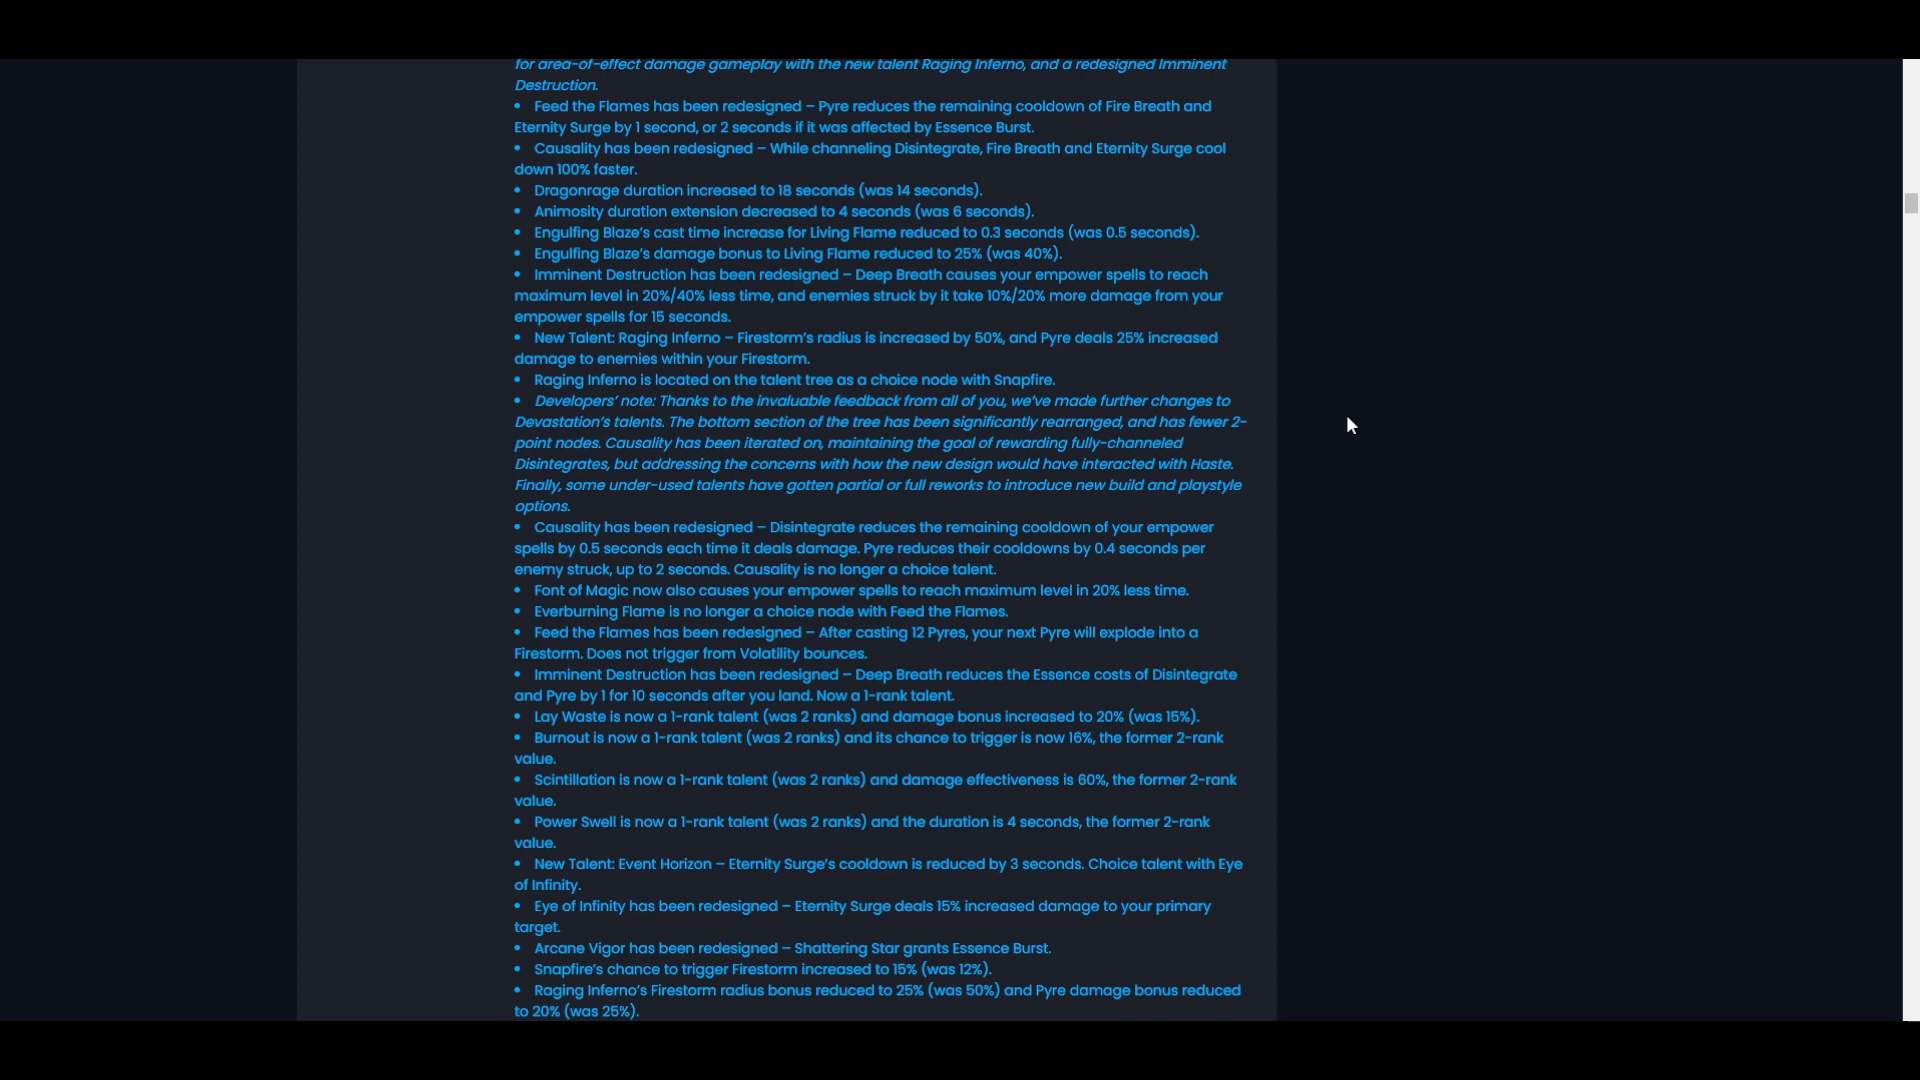 for area-of-effect damage gameplay with the new talent Raging Inferno, and a redesigned Imminent
Destruction.
• Feed the Flames has been redesigned – Pyre reduces the remaining cooldown of Fire Breath and
Eternity Surge by 1 second, or 2 seconds if it was affected by Essence Burst.
• Causality has been redesigned – While channeling Disintegrate, Fire Breath and Eternity Surge cool
down 100% faster.
• Dragonrage duration increased to 18 seconds (was 14 seconds).
• Animosity duration extension decreased to 4 seconds (was 6 seconds).
• Engulfing Blaze’s cast time increase for Living Flame reduced to 0.3 seconds (was 0.5 seconds).
• Engulfing Blaze’s damage bonus to Living Flame reduced to 25% (was 40%).
• Imminent Destruction has been redesigned – Deep Breath causes your empower spells to reach
maximum level in 20%/40% less time, and enemies struck by it take 10%/20% more damage from your
empower spells for 15 seconds.
• New Talent: Raging Inferno – Firestorm’s radius is increased by 50%, and Pyre deals 25% increased
damage to enemies within your Firestorm.
• Raging Inferno is located on the talent tree as a choice node with Snapfire.
• Developers’ note: Thanks to the invaluable feedback from all of you, we’ve made further changes to
Devastation’s talents. The bottom section of the tree has been significantly rearranged, and has fewer 2-
point nodes. Causality has been iterated on, maintaining the goal of rewarding fully-channeled
Disintegrates, but addressing the concerns with how the new design would have interacted with Haste.
Finally, some under-used talents have gotten partial or full reworks to introduce new build and playstyle
options.
• Causality has been redesigned – Disintegrate reduces the remaining cooldown of your empower
spells by 0.5 seconds each time it deals damage. Pyre reduces their cooldowns by 0.4 seconds per
enemy struck, up to 2 seconds. Causality is no longer a choice talent.
• Font of Magic now also causes your empower spells to reach maximum level in 20% less time.
• Everburning Flame is no longer a choice node with Feed the Flames.
• Feed the Flames has been redesigned – After casting 12 Pyres, your next Pyre will explode into a
Firestorm. Does not trigger from Volatility bounces.
• Imminent Destruction has been redesigned – Deep Breath reduces the Essence costs of Disintegrate
and Pyre by 1 for 10 seconds after you land. Now a 1-rank talent.
• Lay Waste is now a 1-rank talent (was 2 ranks) and damage bonus increased to 20% (was 15%).
• Burnout is now a 1-rank talent (was 2 ranks) and its chance to trigger is now 16%, the former 2-rank
value.
• Scintillation is now a 1-rank talent (was 2 ranks) and damage effectiveness is 60%, the former 2-rank
value.
• Power Swell is now a 1-rank talent (was 2 ranks) and the duration is 4 seconds, the former 2-rank
value.
• New Talent: Event Horizon – Eternity Surge’s cooldown is reduced by 3 seconds. Choice talent with Eye
of Infinity.
• Eye of Infinity has been redesigned – Eternity Surge deals 15% increased damage to your primary
target.
• Arcane Vigor has been redesigned – Shattering Star grants Essence Burst.
• Snapfire’s chance to trigger Firestorm increased to 15% (was 12%).
• Raging Inferno’s Firestorm radius bonus reduced to 25% (was 50%) and Pyre damage bonus reduced
to 20% (was 25%).